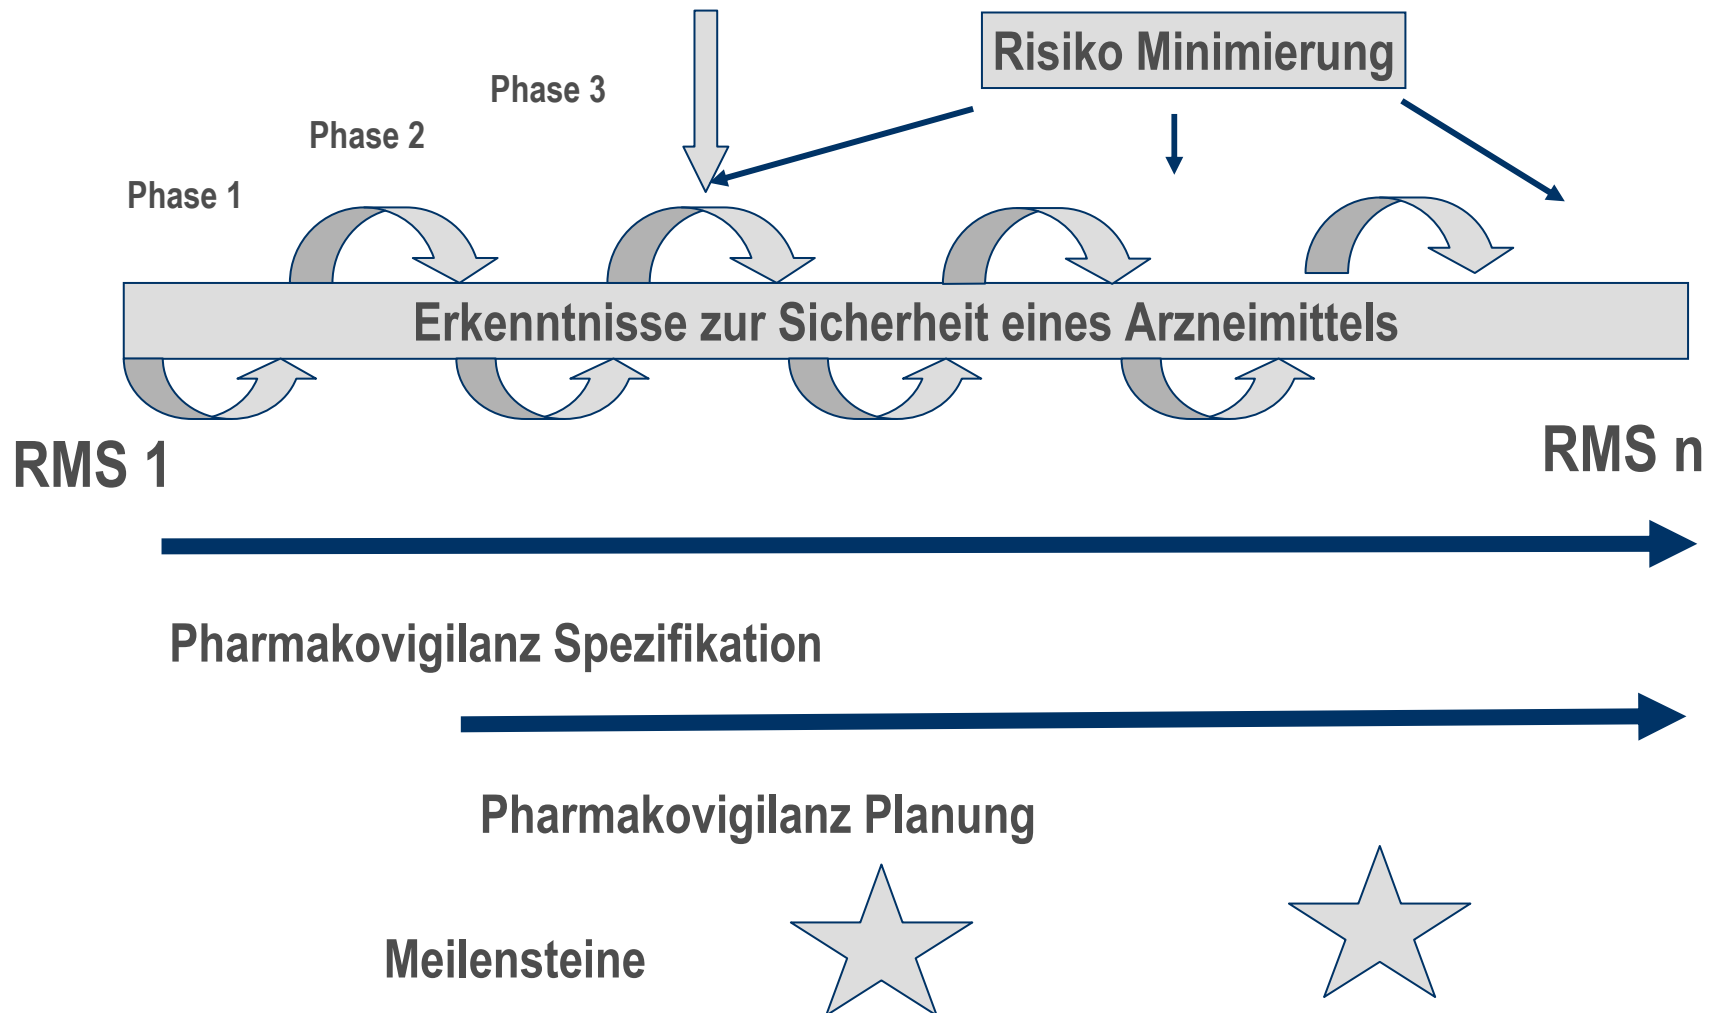 Risiko Minimierung
Phase 3
Phase 2
Phase 1
Erkenntnisse zur Sicherheit eines Arzneimittels
RMS 1
RMS n
Pharmakovigilanz Spezifikation
Pharmakovigilanz Planung
Meilensteine